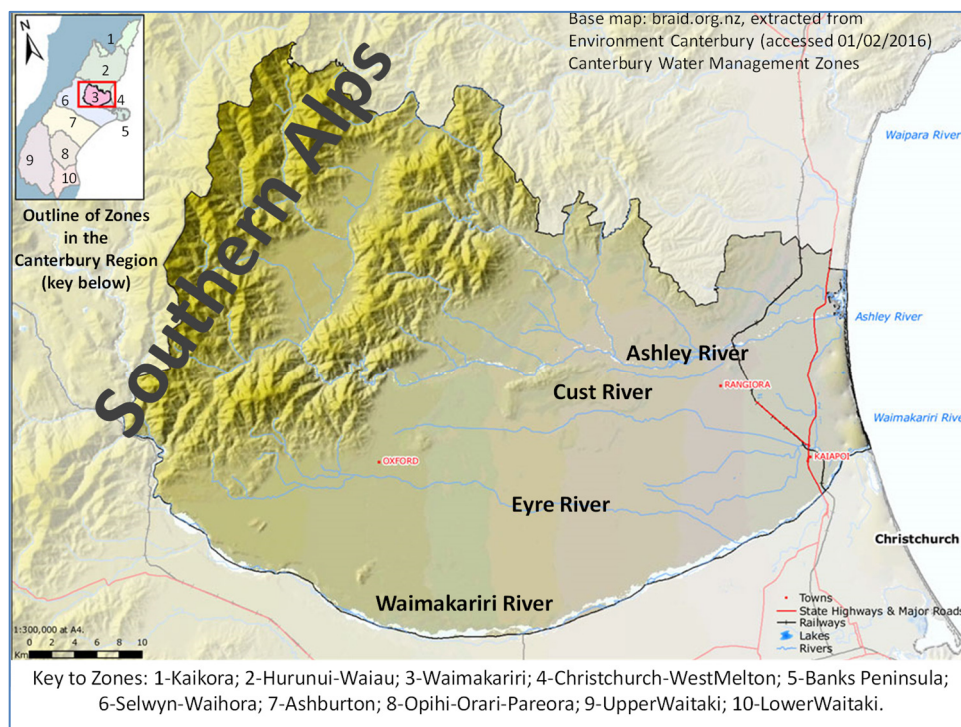 Base map: braid.org.nz, extracted from
Environment Canterbury (accessed 01/02/2016)
Canterbury Water Management Zones
N
1
2
3
4
5
6
7
8
9
10
Outline of Zones
in the
Canterbury Region
(key below)
Southern Alps
Waipara River
Ashley River
Ashley River
RANGIORA
Cust River
Waimakariri
KAIAPOI
OXFORD
Eyre River
Christchurch
Waimakariri River
Towns
State Highways & Major Roads
Railways
Lakes
Rivers
1:300,000 at A4.
0 2 4 6 8 10
Km
Key to Zones: 1-Kaikora; 2-Hurunui-Waiau; 3-Waimakariri; 4-Christchurch-WestMelton; 5-Banks Peninsula;
6-Selwyn-Waihora; 7-Ashburton; 8-Opihi-Orari-Pareora; 9-UpperWaitaki; 10-LowerWaitaki.